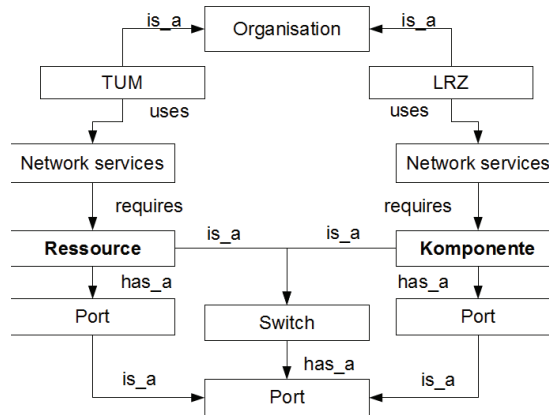 is_a
Organisation
is_a
TUM
LRZ
uses
uses
Network services
Network services
requires
requires
Ressource
is_a
is_a
Komponente
has_a
has_a
Port
Switch
Port
has_a
is_a
Port
is_a